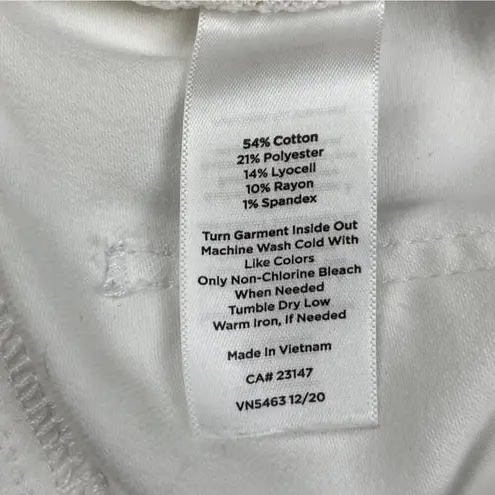 54% Cotton
21% Polyester
14% Lyocell
10% Rayon
1% Spandex
Turn Garment Inside Out
Machine Wash Cold With
Like Colors
Only Non-Chlorine Bleach
When Needed
Tumble Dry Low
Warm Iron, If Needed
Made In Vietnam
CA# 23147
VN5463 12/20